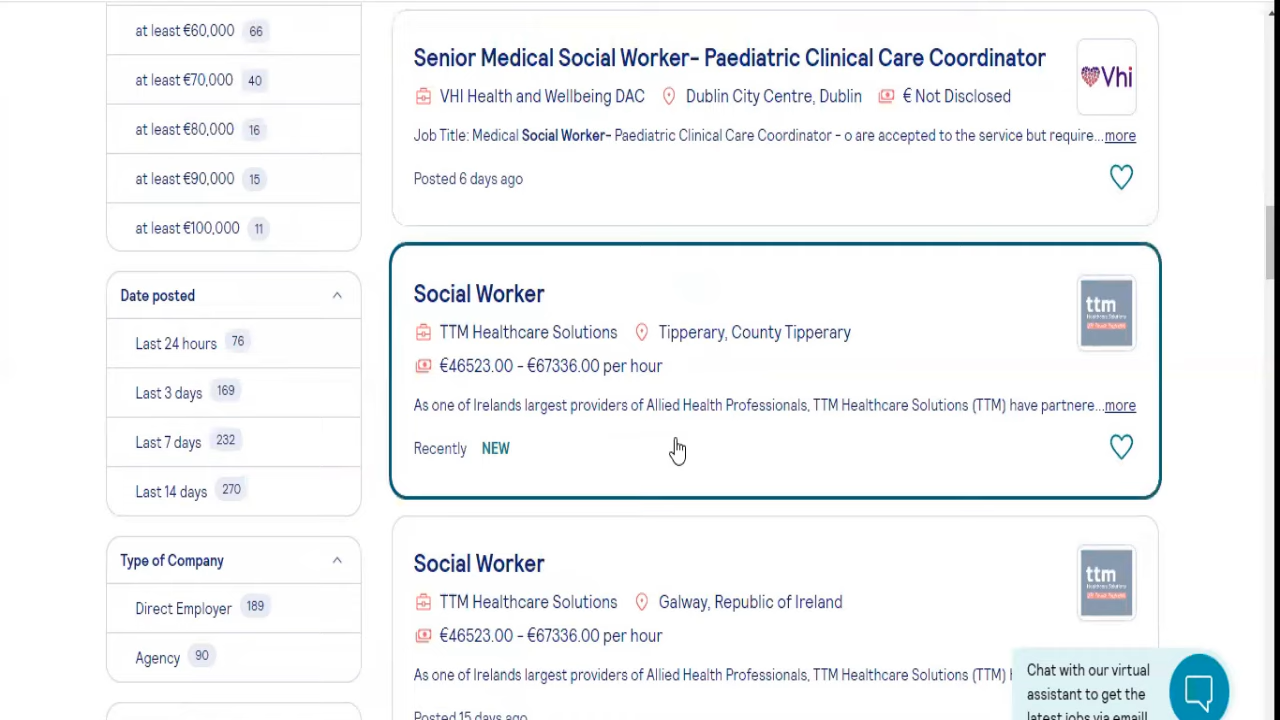 at least €60,000 66
at least €70,000 40
at least €80,000 16
at least €90,000 15
at least €100,000 11
Date posted
Last 24 hours 76
Last 3 days 169
Last 7 days 232
Last 14 days 270
Type of Company
Direct Employer 189
Agency 90
Senior Medical Social Worker- Paediatric Clinical Care Coordinator
VHI Health and Wellbeing DAC Dublin City Centre, Dublin € Not Disclosed
Job Title: Medical Social Worker- Paediatric Clinical Care Coordinator - o are accepted to the service but require...more
Posted 6 days ago
Vhi
Social Worker
TTM Healthcare Solutions Tipperary, County Tipperary
€46523.00 - €67336.00 per hour
As one of Irelands largest providers of Allied Health Professionals, TTM Healthcare Solutions (TTM) have partnere...more
Recently NEW
ttm
Social Worker
TTM Healthcare Solutions Galway, Republic of Ireland
€46523.00 - €67336.00 per hour
As one of Irelands largest providers of Allied Health Professionals, TTM Healthcare Solutions (TTM)
Posted 15 days ago
ttm
Chat with our virtual
assistant to get the
latest jobs via email